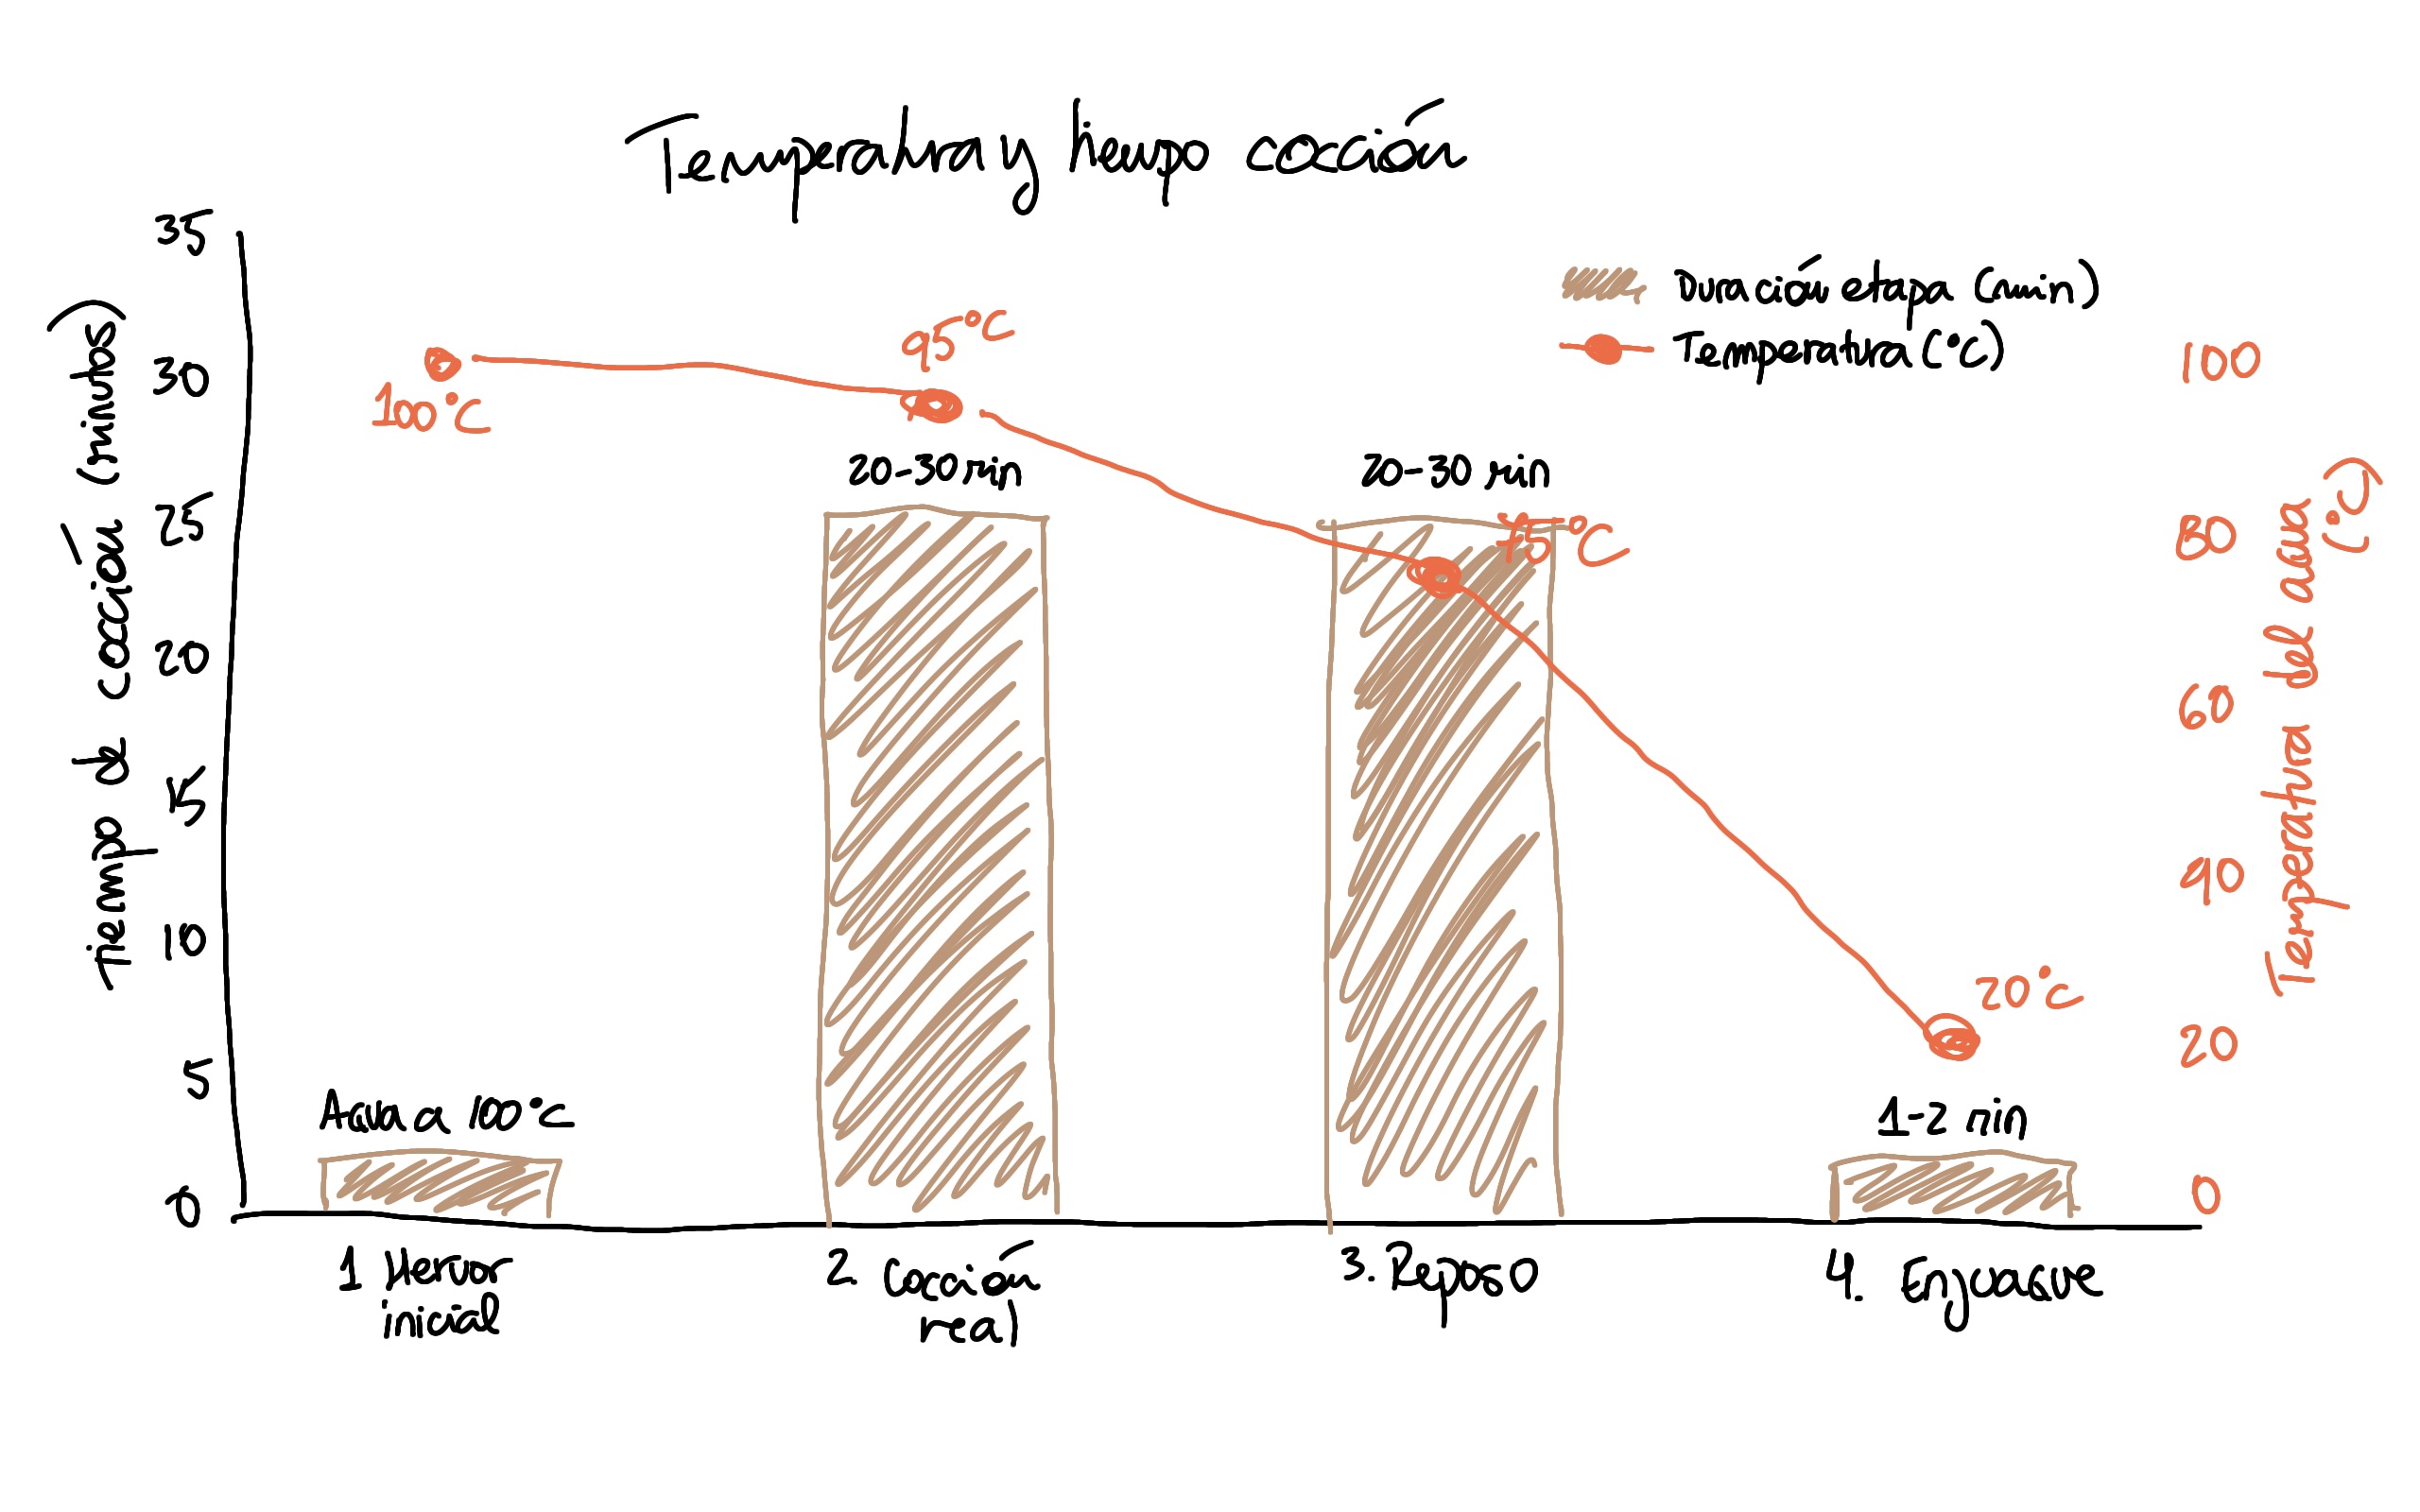 Temperatura y tiempo cocción
Duración etapa (min)
Temperatura (°C)
Tiempo de cocción (minutos)
35
30
25
20
15
10
5
0
100°C
95°C
75°C
20°C
Agua a 100°C
20-30 min
20-30 min
1-2 min
1 Hervor
inicial
2. Cocción
real
3. Reposo
4. Enjuague
100
80
60
40
20
0
Temperatura del agua
(°C)